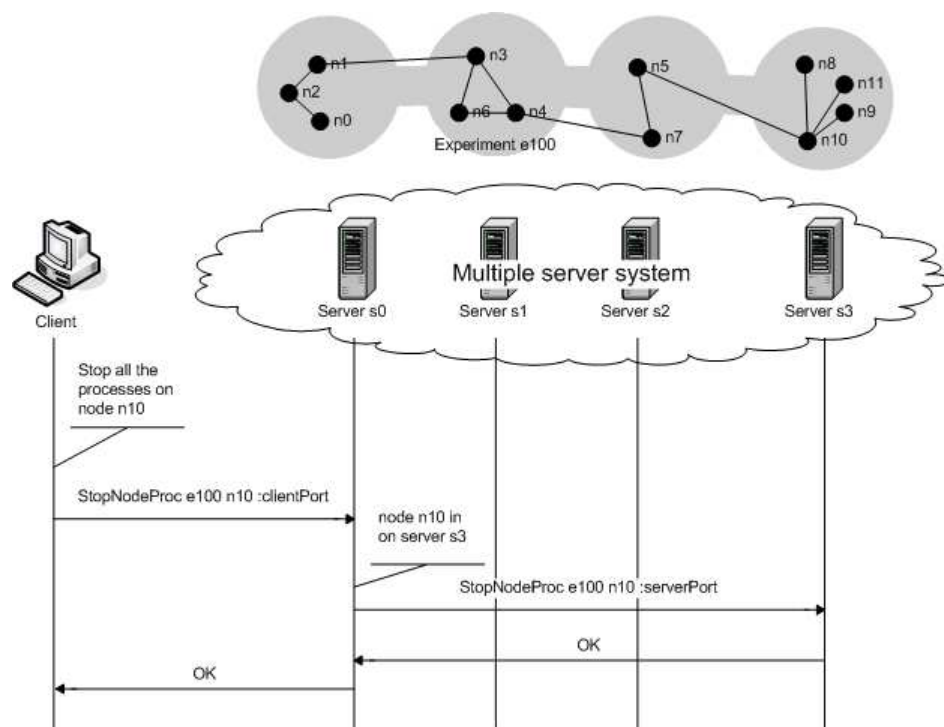 n1
n3
n5
n8
n2
n11
n6
n4
n9
n0
n7
n10
Experiment e100
Multiple server system
Client
Server s0
Server s1
Server s2
Server s3
Stop all the
processes on
node n10
StopNodeProc e100 n10 :clientPort
node n10 in
on server s3
StopNodeProc e100 n10 :serverPort
OK
OK